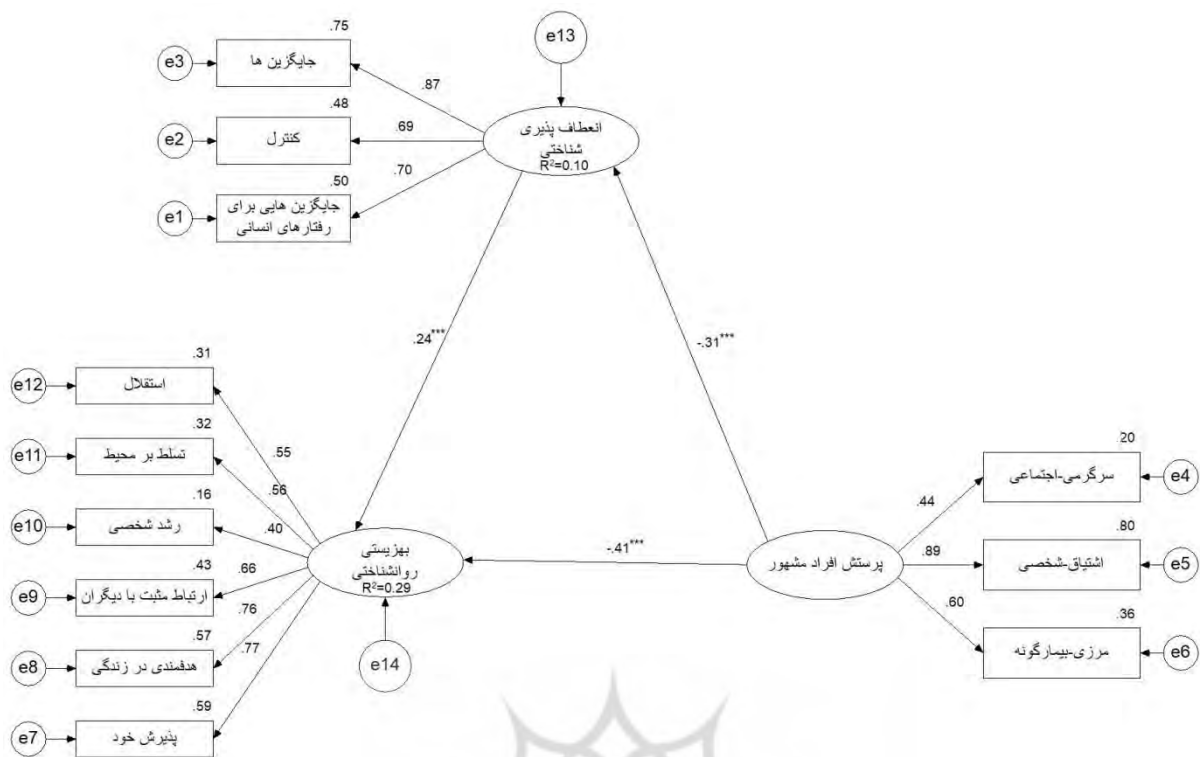 e13
.75
e3
جایگزین ها
.87
.48
e2
کنترل
.69
انعطاف پذیری
شناختی
R²=0.10
.70
.50
e1
جایگزین هایی برای
رفتارهای انسانی
.24***
-.31***
.31
e12
استقلال
.55
.32
e11
تسلط بر محیط
.56
.16
e10
رشد شخصی
.40
.43
e9
ارتباط مثبت با دیگران
.66
.57
e8
هدفمندی در زندگی
.76
.59
e7
پذیرش خود
.77
بهزیستی
روانشناختی
R²=0.29
e14
-.41***
پرستش افراد مشهور
.20
سرگرمی-اجتماعی
e4
.44
.80
اشتیاق-شخصی
e5
.89
.36
مرزی-بیمارگونه
e6
.60